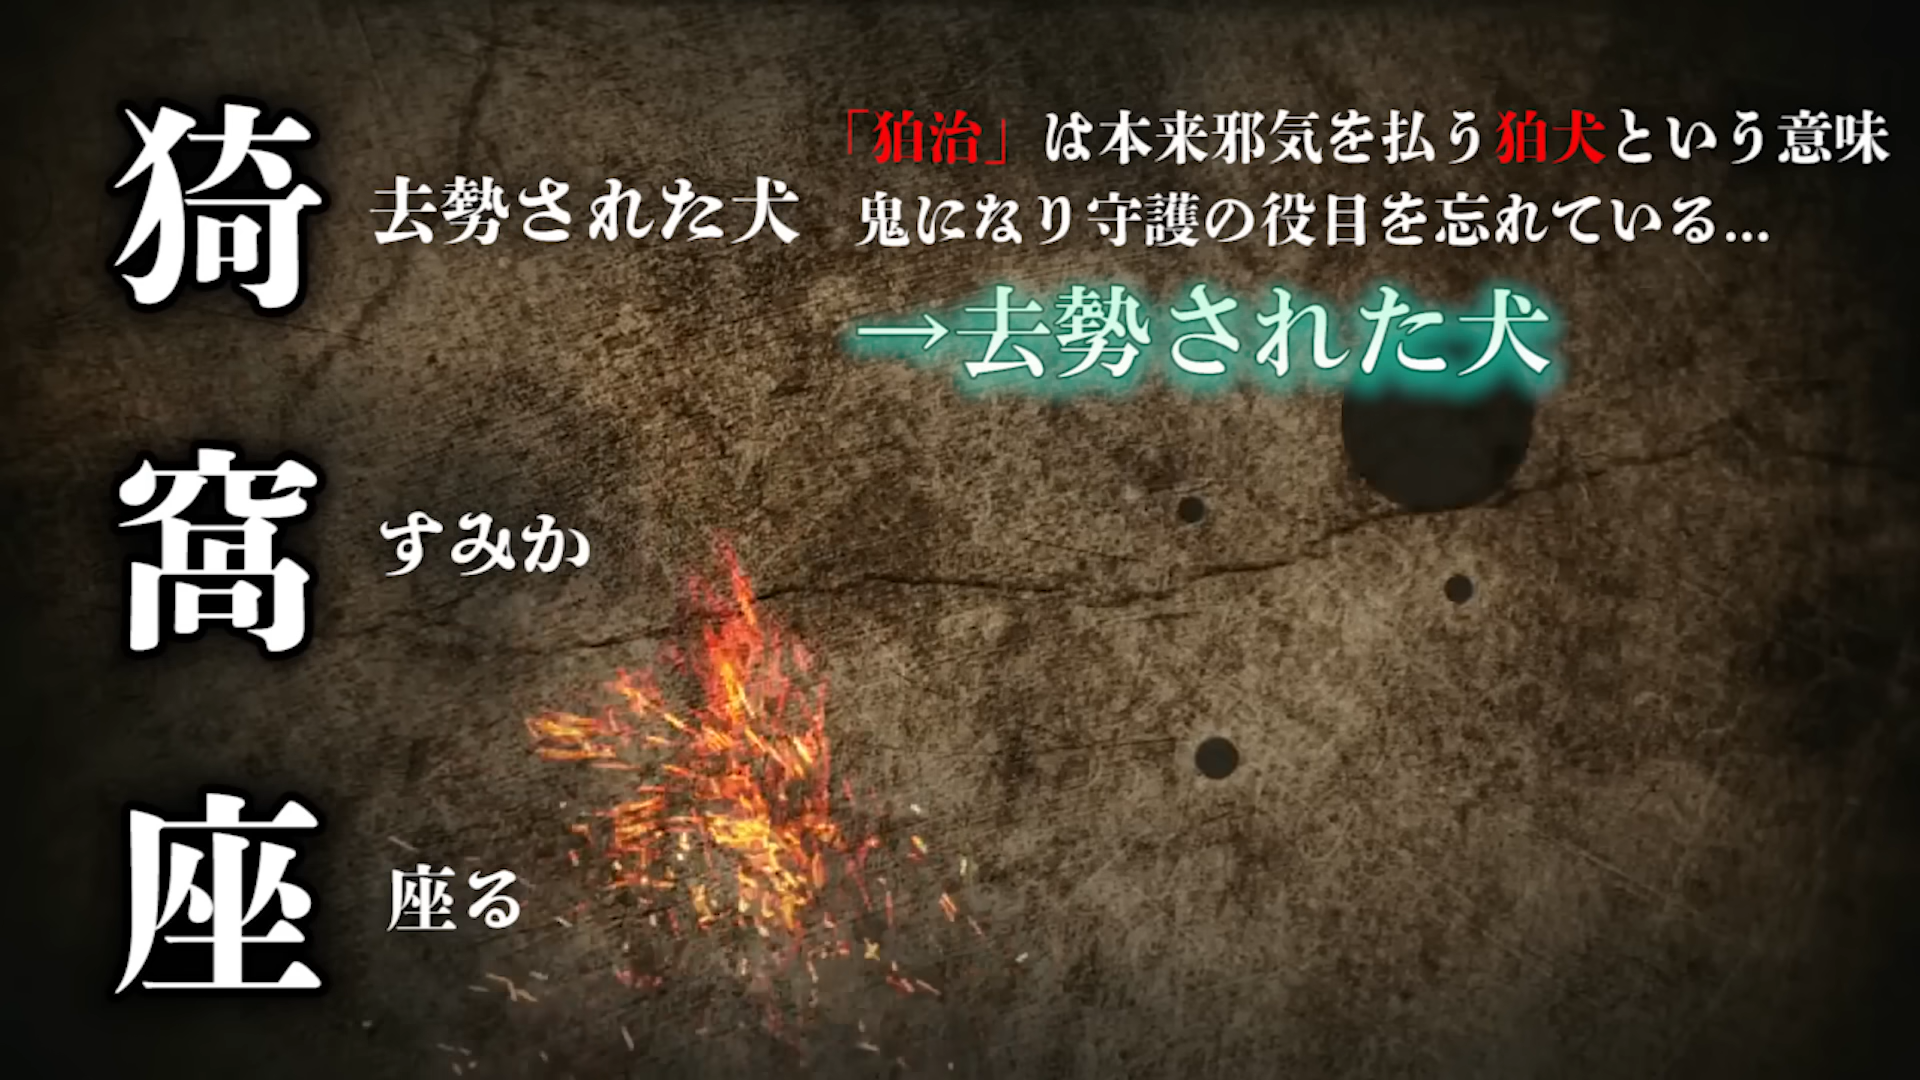 猗
去勢された犬
「狛治」は本来邪気を払う狛犬という意味
鬼になり守護の役目を忘れている...
→去勢された犬
窩
すみか
座
座る